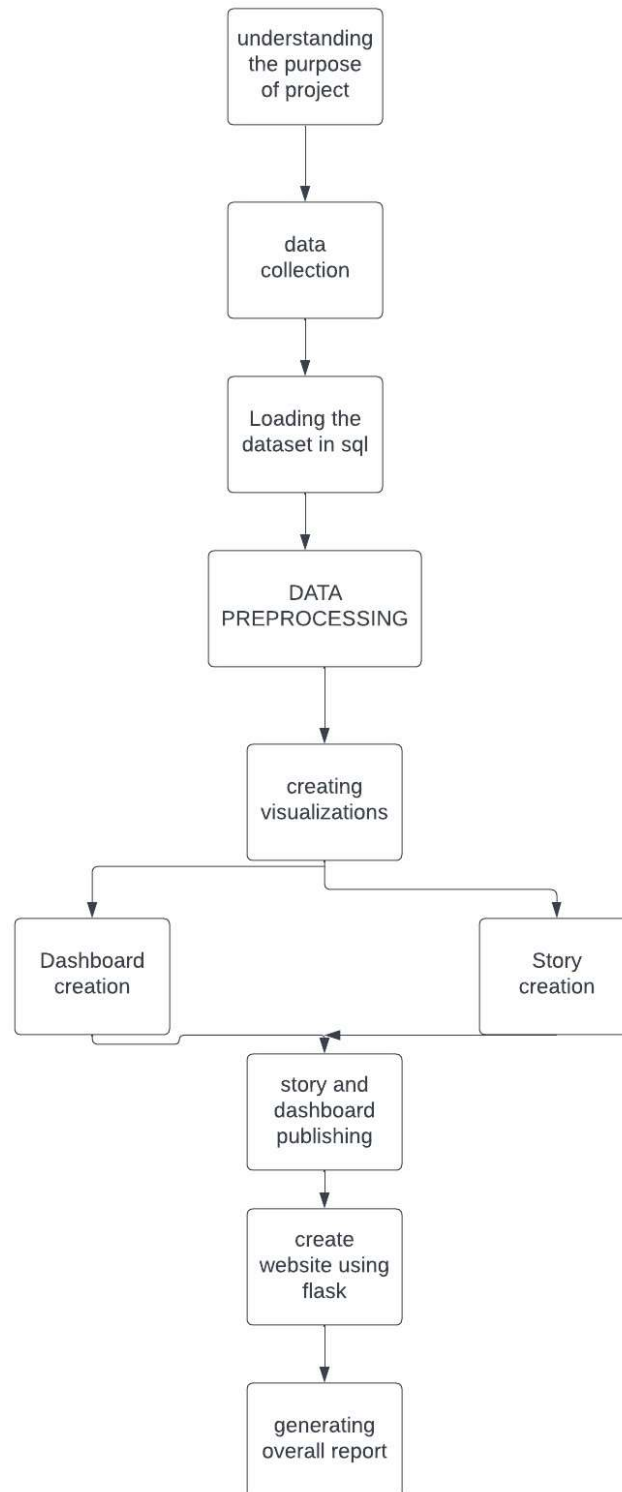 understanding
the purpose
of project
data
collection
Loading the
dataset in sql
DATA
PREPROCESSING
creating
visualizations
Dashboard
creation
Story
creation
story and
dashboard
publishing
create
website using
flask
generating
overall report